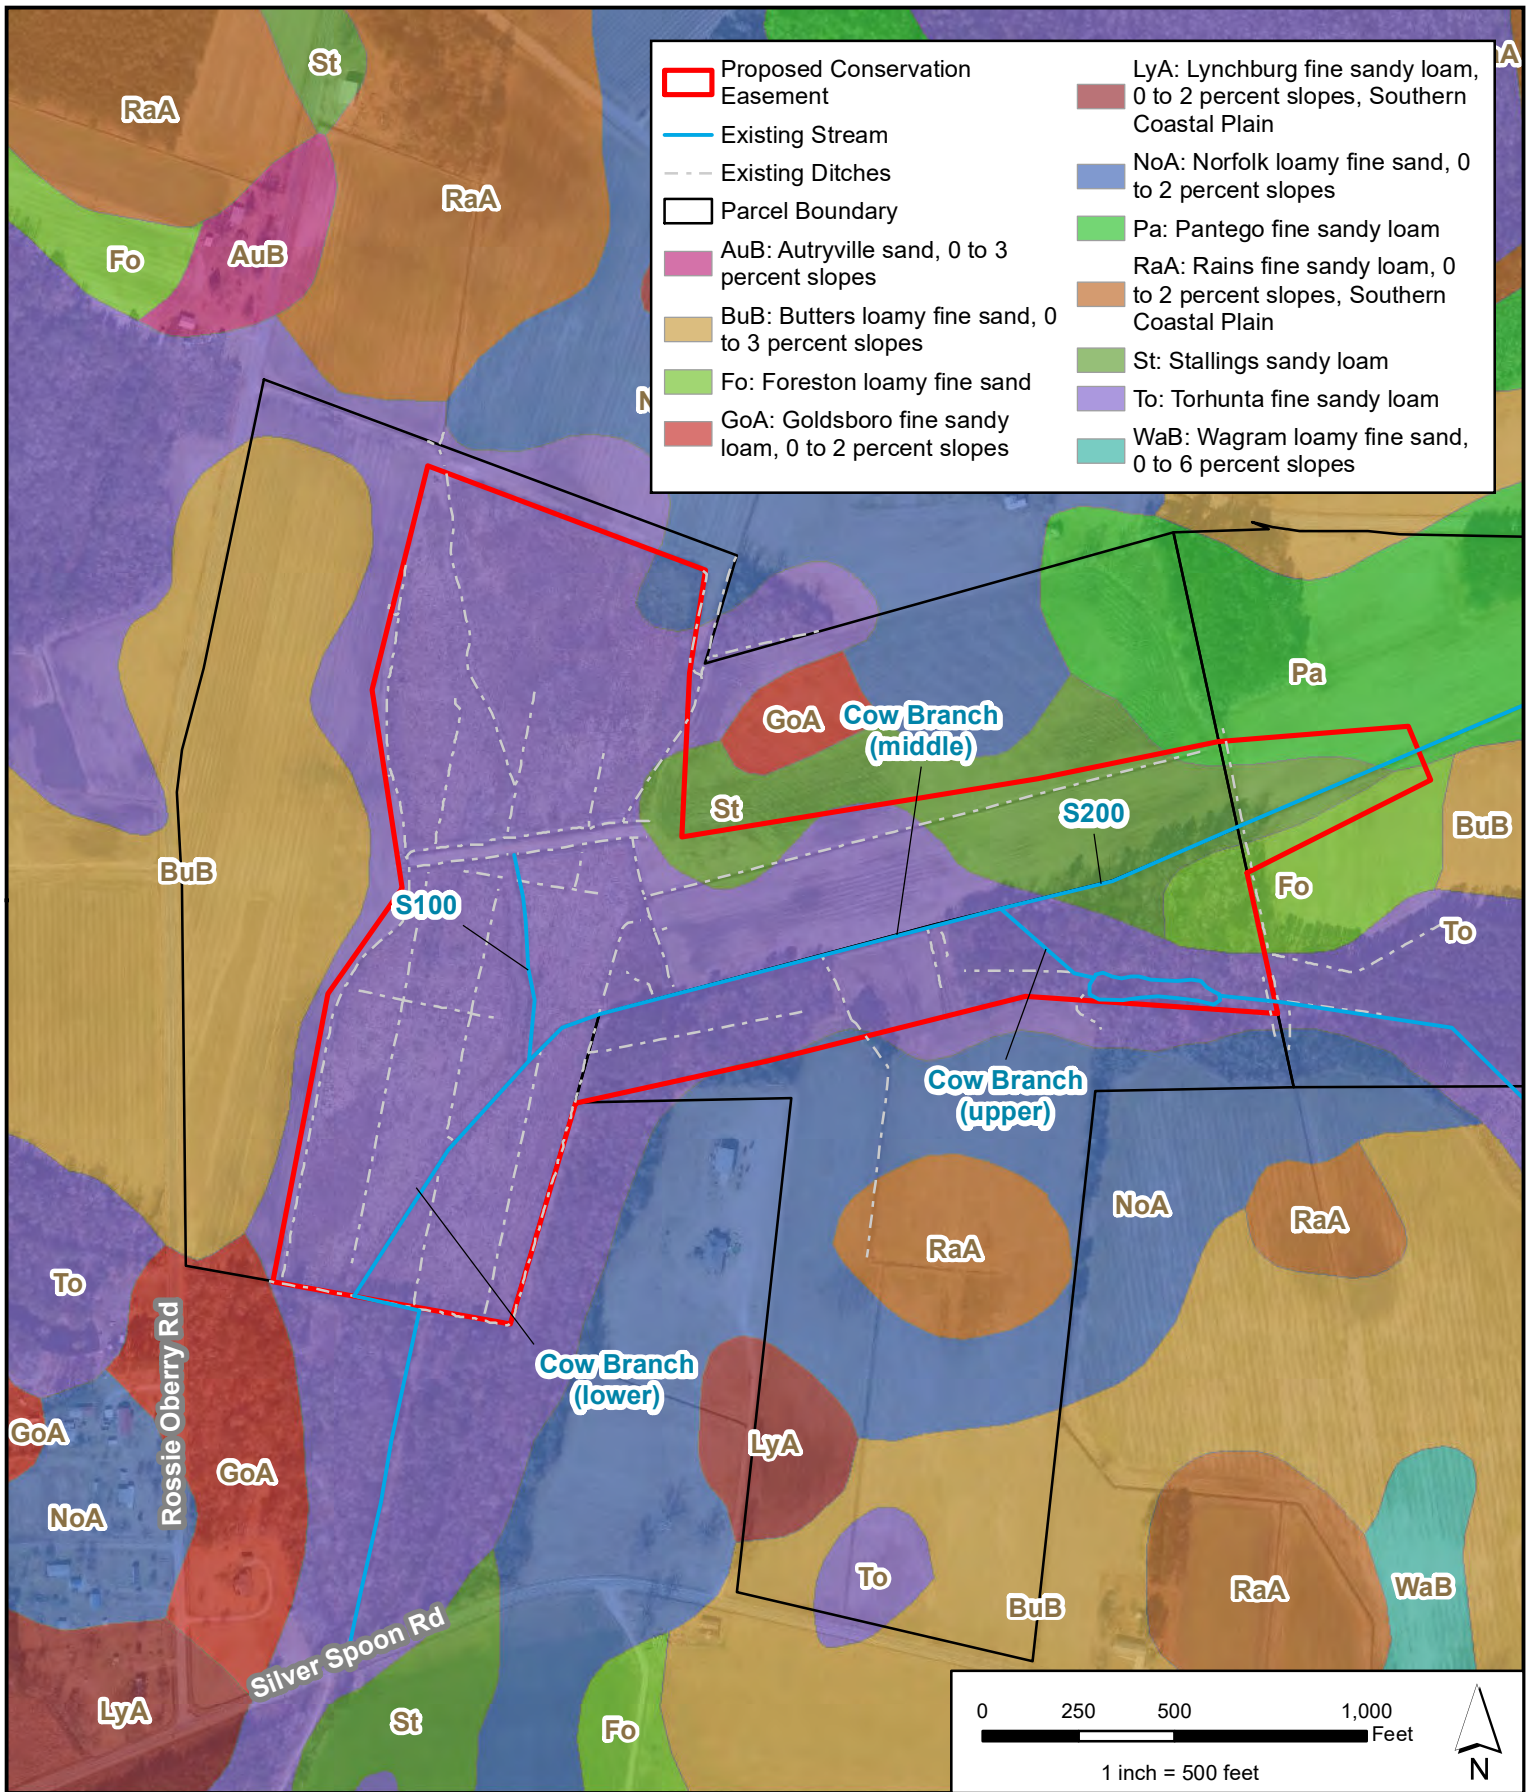 Proposed Conservation
Easement
Existing Stream
Existing Ditches
Parcel Boundary
AuB: Autryville sand, 0 to 3
percent slopes
BuB: Butters loamy fine sand, 0
to 3 percent slopes
Fo: Foreston loamy fine sand
GoA: Goldsboro fine sandy
loam, 0 to 2 percent slopes
LyA: Lynchburg fine sandy loam,
0 to 2 percent slopes, Southern
Coastal Plain
NoA: Norfolk loamy fine sand, 0
to 2 percent slopes
Pa: Pantego fine sandy loam
RaA: Rains fine sandy loam, 0
to 2 percent slopes, Southern
Coastal Plain
St: Stallings sandy loam
To: Torhunta fine sandy loam
WaB: Wagram loamy fine sand,
0 to 6 percent slopes
St
RaA
RaA
Fo
AuB
Pa
GoA
Cow Branch
(middle)
St
S200
BuB
BuB
Fo
S100
To
Cow Branch
(upper)
NoA
RaA
RaA
To
Rossie Oberry Rd
Cow Branch
(lower)
GoA
LyA
GoA
NoA
To
BuB
RaA
WaB
Silver Spoon Rd
LyA
St
Fo
0 250 500 1,000
Feet
1 inch = 500 feet
N